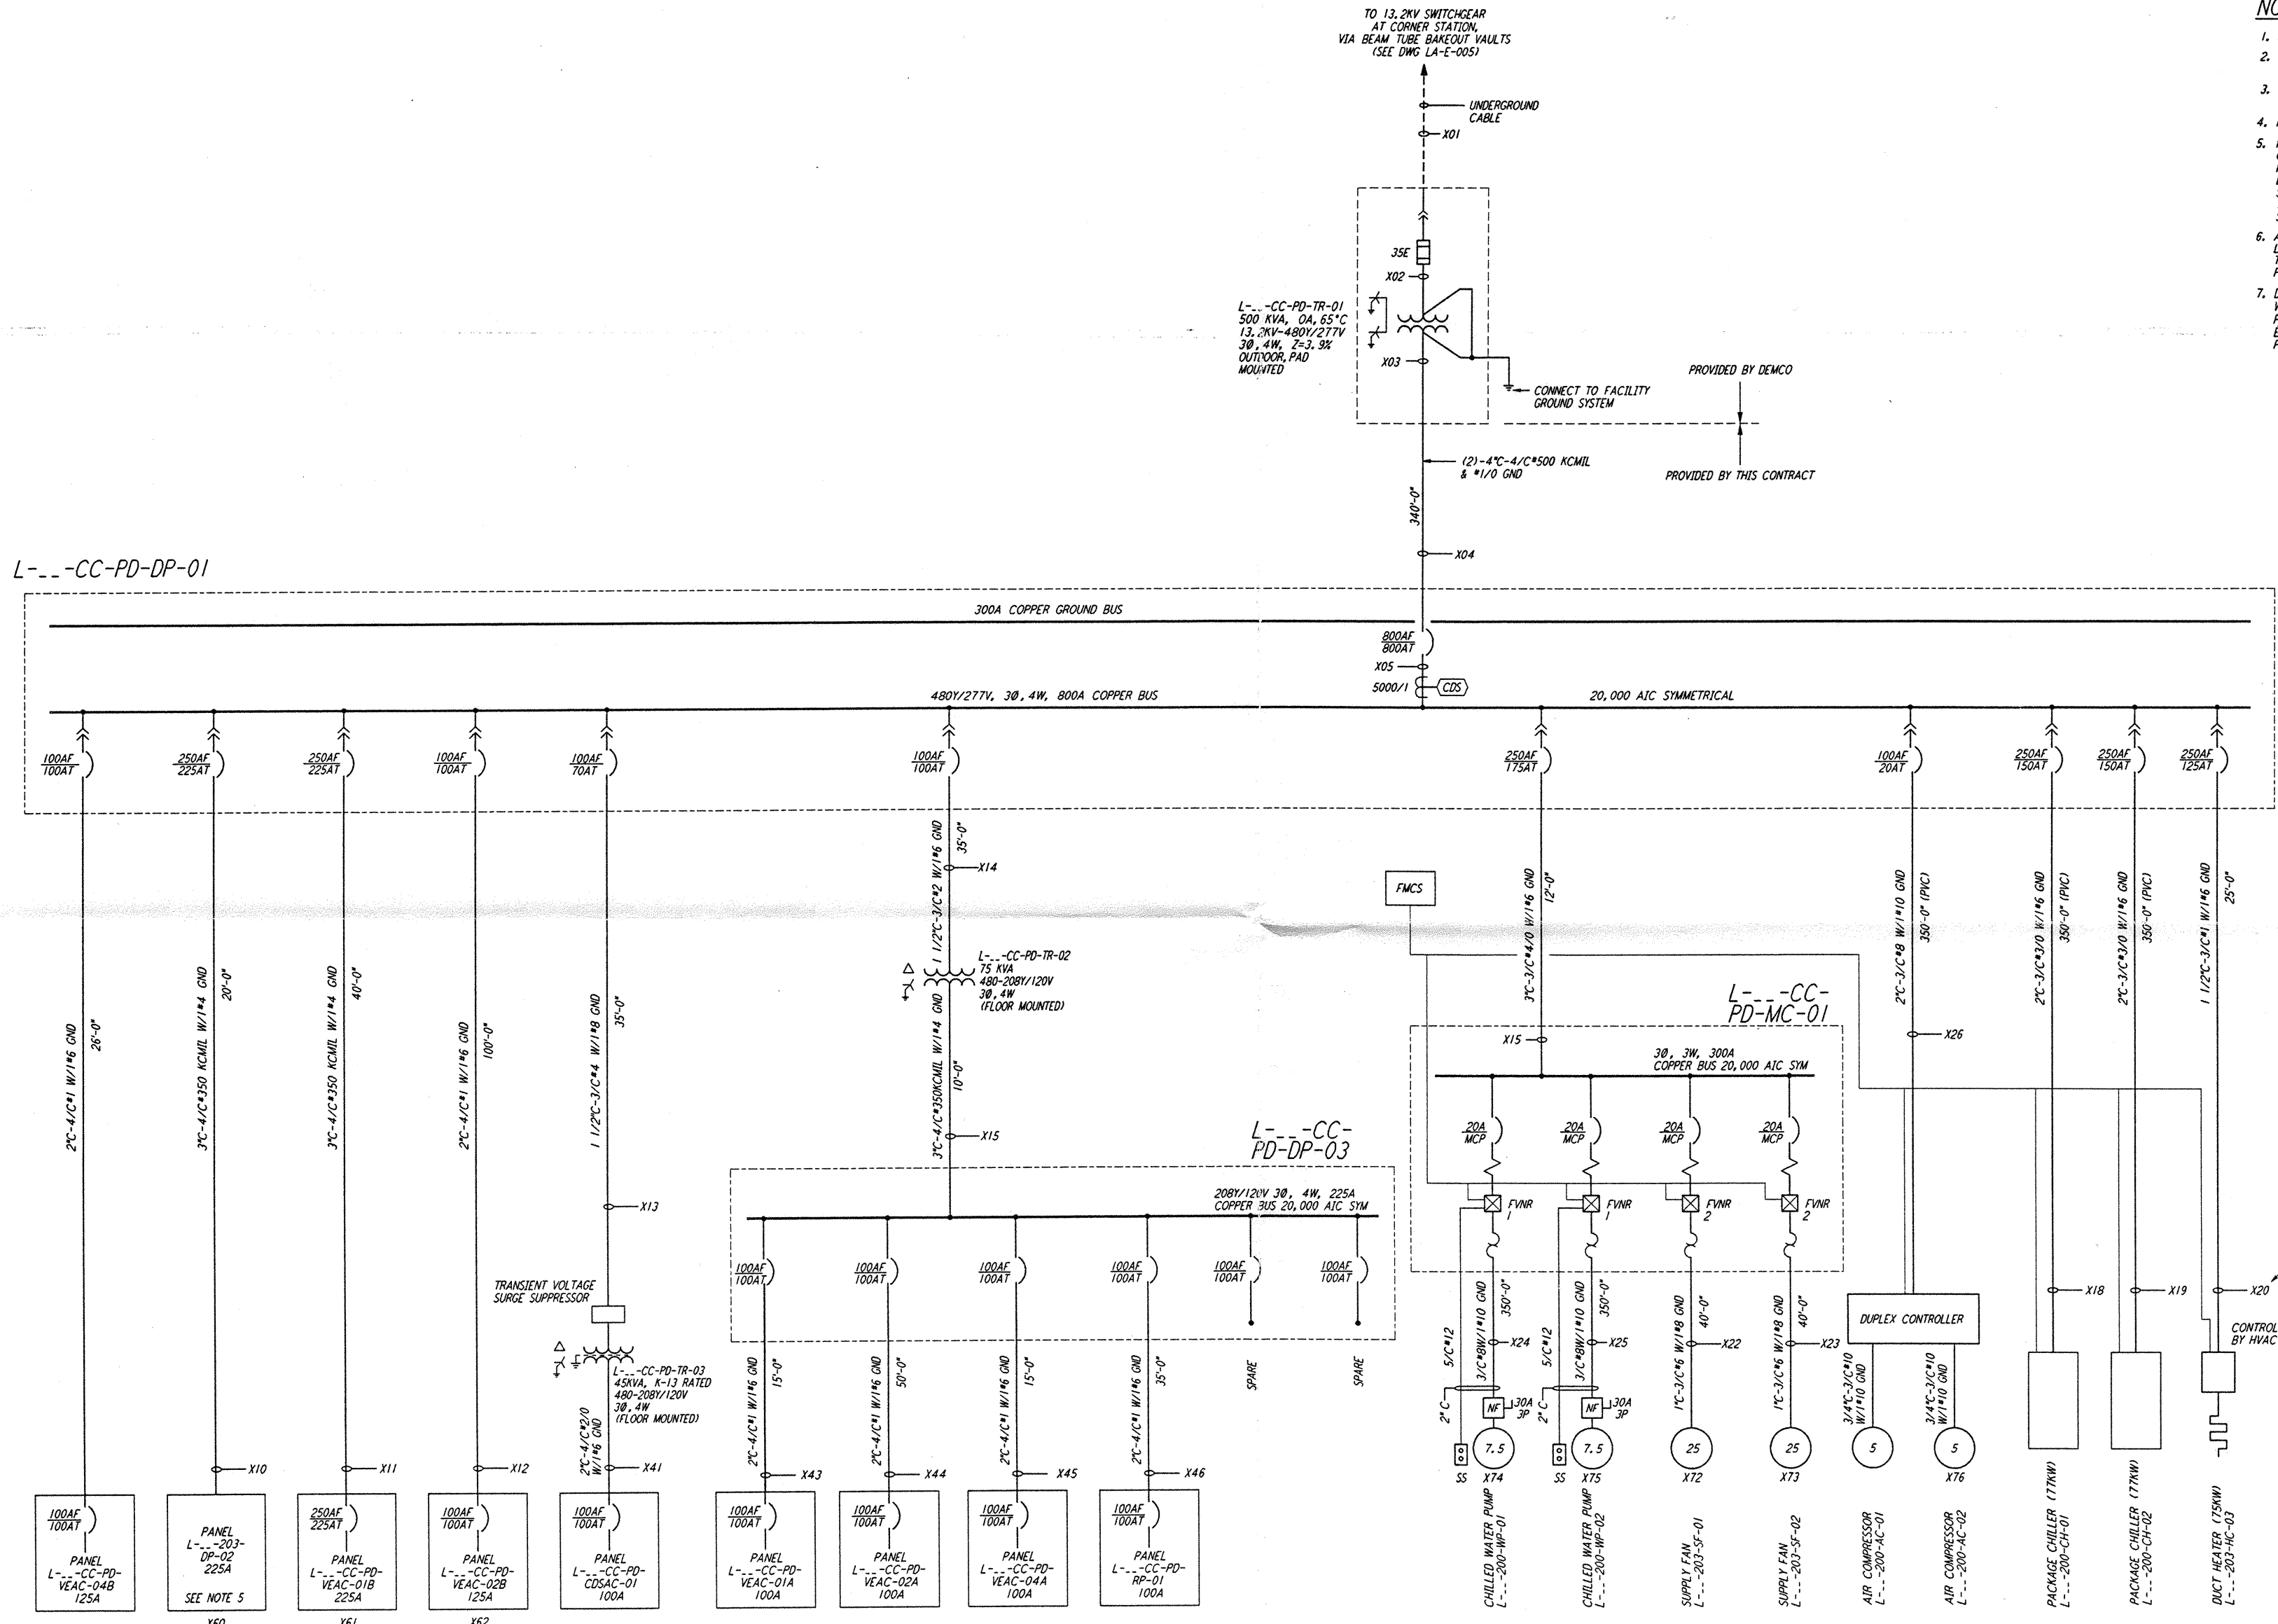 TO 13.2KV SWITCHGEAR
AT CORNER STATION,
VIA BEAM TUBE BAKEOUT VAULTS
(SEE DWG LA-E-005)
UNDERGROUND
CABLE
X01
35E
X02
L-__-CC-PD-TR-01
500 KVA, OA, 65°C
13.2KV-480Y/277V
3Ø, 4W, Z=3.9%
OUTDOOR, PAD
MOUNTED
X03
CONNECT TO FACILITY
GROUND SYSTEM
PROVIDED BY DEMCO
PROVIDED BY THIS CONTRACT
(2)-4"C-4/C#500 KCMIL
& #1/0 GND
340'-0"
X04
1.
2.
3.
4.
5.
6.
7.
L-__-CC-PD-DP-01
300A COPPER GROUND BUS
800AF
800AT
X05
5000/1
CDS
480Y/277V, 3Ø, 4W, 800A COPPER BUS
20,000 AIC SYMMETRICAL
100AF
100AT
250AF
225AT
250AF
225AT
100AF
100AT
100AF
70AT
100AF
100AT
250AF
175AT
100AF
20AT
250AF
150AT
250AF
150AT
250AF
125AT
2"C-4/C#1 W/1#6 GND
26'-0"
3"C-4/C#350 KCMIL W/1#4 GND
20'-0"
3"C-4/C#350 KCMIL W/1#4 GND
40'-0"
2"C-4/C#1 W/1#6 GND
100'-0"
1 1/2"C-3/C#4 W/1#8 GND
35'-0"
1 1/2"C-3/C#2 W/1#6 GND
35'-0"
X14
L-__-CC-PD-TR-02
75 KVA
480-208Y/120V
3Ø, 4W
(FLOOR MOUNTED)
3"C-4/C#350KCMIL W/1#4 GND
10'-0"
X15
FMCS
3"C-3/C#4/0 W/1#6 GND
12'-0"
2"C-3/C#8 W/1#10 GND
350'-0" (PVC)
X26
2"C-3/C#3/0 W/1#6 GND
350'-0" (PVC)
2"C-3/C#3/0 W/1#6 GND
350'-0" (PVC)
1 1/2"C-3/C#1 W/1#6 GND
25'-0"
L-__-CC-
PD-MC-01
X15
3Ø, 3W, 300A
COPPER BUS 20,000 AIC SYM
20A
MCP
20A
MCP
20A
MCP
20A
MCP
FVNR
1
FVNR
1
FVNR
2
FVNR
2
L-__-CC-
PD-DP-03
208Y/120V 3Ø, 4W, 225A
COPPER BUS 20,000 AIC SYM
100AF
100AT
100AF
100AT
100AF
100AT
100AF
100AT
100AF
100AT
100AF
100AT
SPARE
SPARE
X13
TRANSIENT VOLTAGE
SURGE SUPPRESSOR
L-__-CC-PD-TR-03
45KVA, K-13 RATED
480-208Y/120V
3Ø, 4W
(FLOOR MOUNTED)
2"C-4/C#2/0
W/1#6 GND
2"C-4/C#1 W/1#6 GND
15'-0"
2"C-4/C#1 W/1#6 GND
50'-0"
2"C-4/C#1 W/1#6 GND
15'-0"
2"C-4/C#1 W/1#6 GND
35'-0"
5/C#12
3/C#8W/1#10 GND
350'-0"
X24
2"C
NF
30A
3P
5/C#12
3/C#8W/1#10 GND
350'-0"
X25
2"C
NF
30A
3P
1"C-3/C#6 W/1#8 GND
40'-0"
X22
1"C-3/C#6 W/1#8 GND
40'-0"
X23
DUPLEX CONTROLLER
3/4"C-3/C#10
W/1#10 GND
3/4"C-3/C#10
W/1#10 GND
X18
X19
X20
CONTROL
BY HVAC
X10
X11
X12
X41
X43
X44
X45
X46
SS
7.5
X74
SS
7.5
X75
25
X72
25
X73
5
5
X76
100AF
100AT
PANEL
L-__-CC-PD-
VEAC-04B
125A
PANEL
L-__-203-
DP-02
225A
SEE NOTE 5
X60
250AF
225AT
PANEL
L-__-CC-PD-
VEAC-01B
225A
X61
100AF
100AT
PANEL
L-__-CC-PD-
VEAC-02B
125A
X62
100AF
100AT
PANEL
L-__-CC-PD-
CDSAC-01
100A
100AF
100AT
PANEL
L-__-CC-PD-
VEAC-01A
100A
100AF
100AT
PANEL
L-__-CC-PD-
VEAC-02A
100A
100AF
100AT
PANEL
L-__-CC-PD-
VEAC-04A
100A
100AF
100AT
PANEL
L-__-CC-PD-
RP-01
100A
CHILLED WATER PUMP
L-__-200-WP-01
CHILLED WATER PUMP
L-__-200-WP-02
SUPPLY FAN
L-__-203-SF-01
SUPPLY FAN
L-__-203-SF-02
AIR COMPRESSOR
L-__-200-AC-01
AIR COMPRESSOR
L-__-200-AC-02
PACKAGE CHILLER (77KW)
L-__-200-CH-01
PACKAGE CHILLER (77KW)
L-__-200-CH-02
DUCT HEATER (75KW)
L-__-203-HC-03